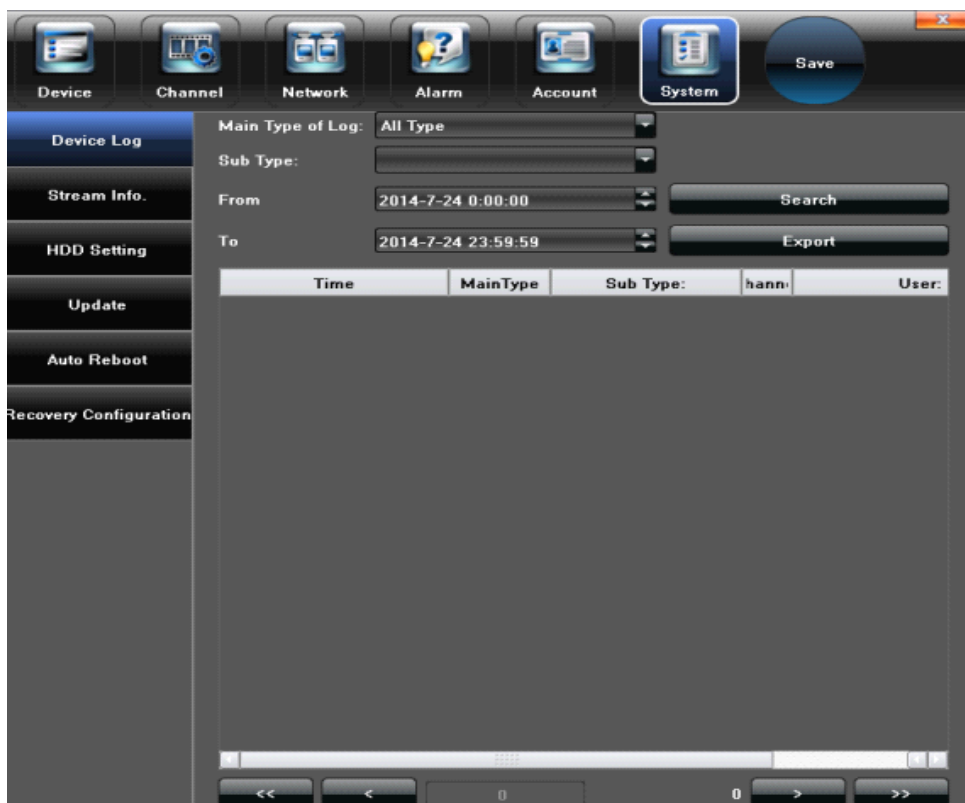 Device Channel Network Alarm Account System Save
Device Log
Main Type of Log: All Type
Sub Type:
Stream Info.
From 2014-7-24 0:00:00 Search
HDD Setting
To 2014-7-24 23:59:59 Export
Time MainType Sub Type: hann User:
Update
Auto Reboot
Recovery Configuration
<< < 0 0 > >>